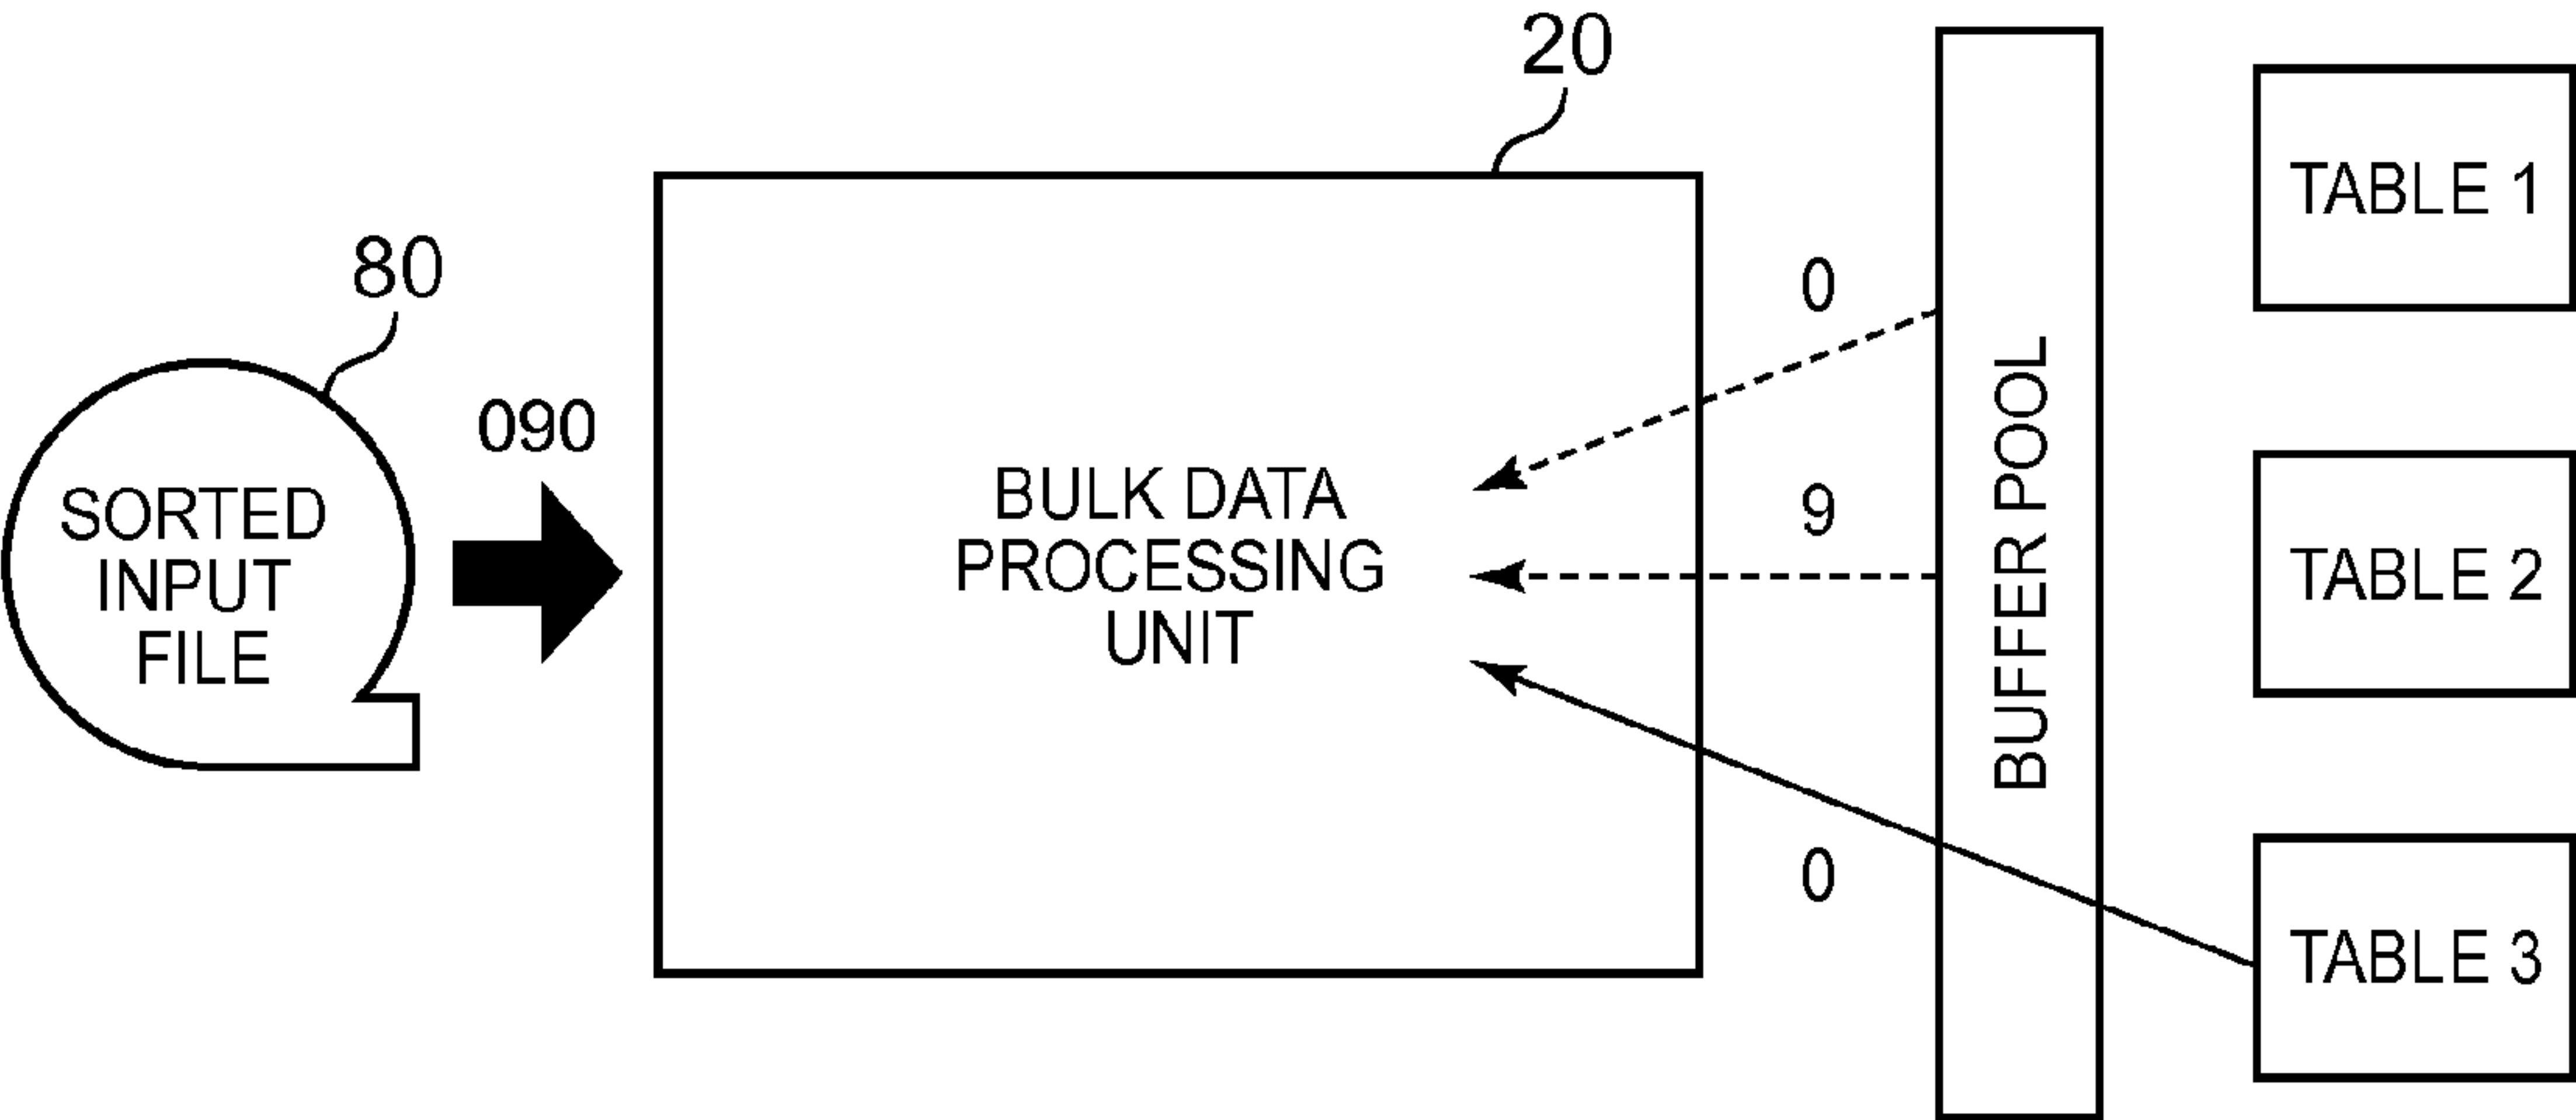 20
80
090
SORTED
INPUT
FILE
BULK DATA
PROCESSING
UNIT
0
9
0
BUFFER POOL
TABLE 1
TABLE 2
TABLE 3